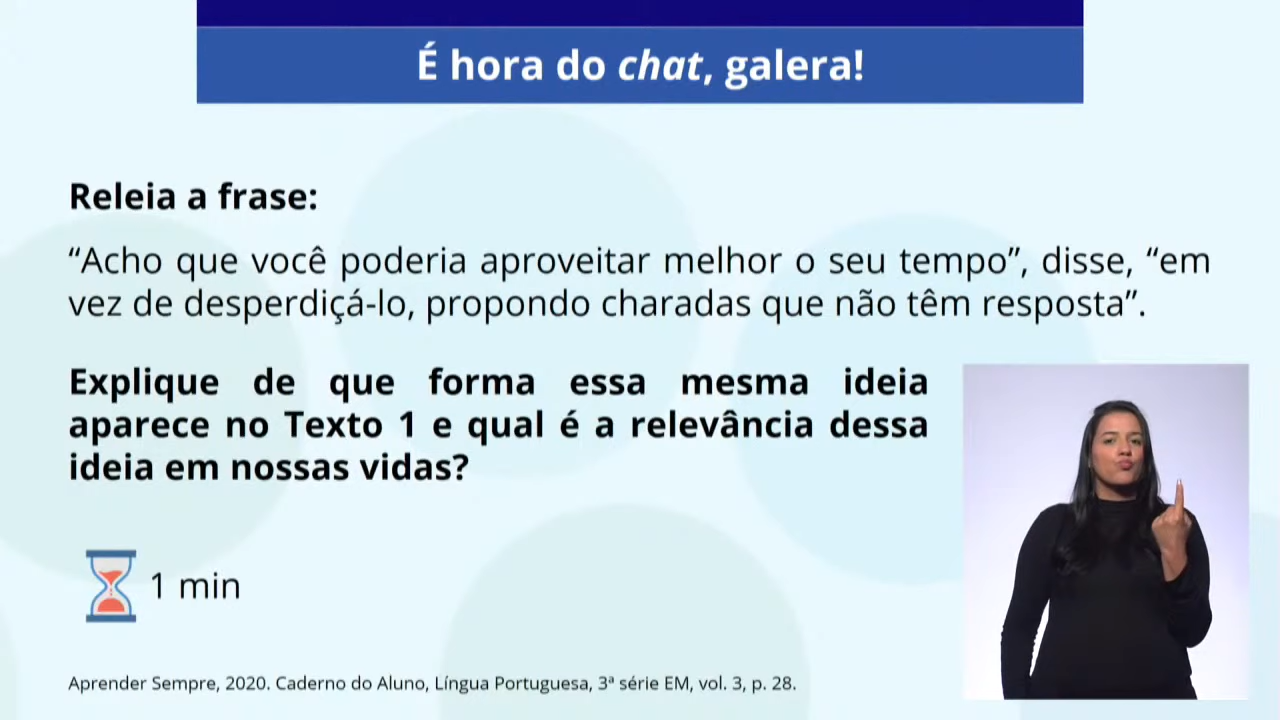 É hora do chat, galera!
Releia a frase:
“Acho que você poderia aproveitar melhor o seu tempo”, disse, “em
vez de desperdiçá-lo, propondo charadas que não têm resposta”.
Explique de que forma essa mesma ideia
aparece no Texto 1 e qual é a relevância dessa
ideia em nossas vidas?
1 min
Aprender Sempre, 2020. Caderno do Aluno, Língua Portuguesa, 3ª série EM, vol. 3, p. 28.